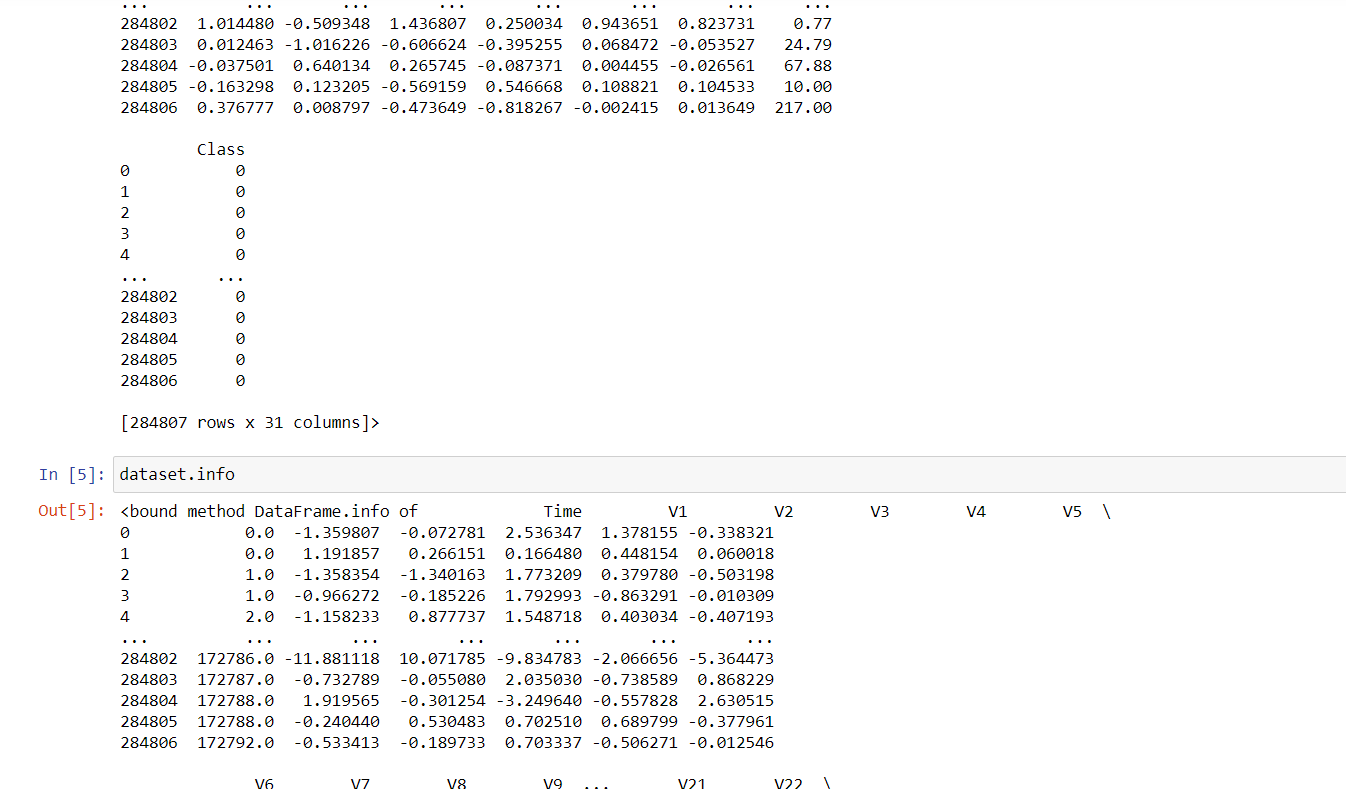 ...          ...       ...       ...       ...       ...       ...     ...
284802  1.014480 -0.509348  1.436807  0.250034  0.943651  0.823731    0.77
284803  0.012463 -1.016226 -0.606624 -0.395255  0.068472 -0.053527   24.79
284804 -0.037501  0.640134  0.265745 -0.087371  0.004455 -0.026561   67.88
284805 -0.163298  0.123205 -0.569159  0.546668  0.108821  0.104533   10.00
284806  0.376777  0.008797 -0.473649 -0.818267 -0.002415  0.013649  217.00
        Class
0           0
1           0
2           0
3           0
4           0
...       ...
284802      0
284803      0
284804      0
284805      0
284806      0
[284807 rows x 31 columns]>
In [5]: dataset.info
Out[5]: <bound method DataFrame.info of             Time         V1         V2        V3        V4        V5  \
0            0.0  -1.359807  -0.072781  2.536347  1.378155 -0.338321
1            0.0   1.191857   0.266151  0.166480  0.448154  0.060018
2            1.0  -1.358354  -1.340163  1.773209  0.379780 -0.503198
3            1.0  -0.966272  -0.185226  1.792993 -0.863291 -0.010309
4            2.0  -1.158233   0.877737  1.548718  0.403034 -0.407193
...          ...        ...        ...       ...       ...       ...
284802  172786.0 -11.881118  10.071785 -9.834783 -2.066656 -5.364473
284803  172787.0  -0.732789  -0.055080  2.035030 -0.738589  0.868229
284804  172788.0   1.919565  -0.301254 -3.249640 -0.557828  2.630515
284805  172788.0  -0.240440   0.530483  0.702510  0.689799 -0.377961
284806  172792.0  -0.533413  -0.189733  0.703337 -0.506271 -0.012546
              V6        V7        V8        V9  ...       V21       V22  \